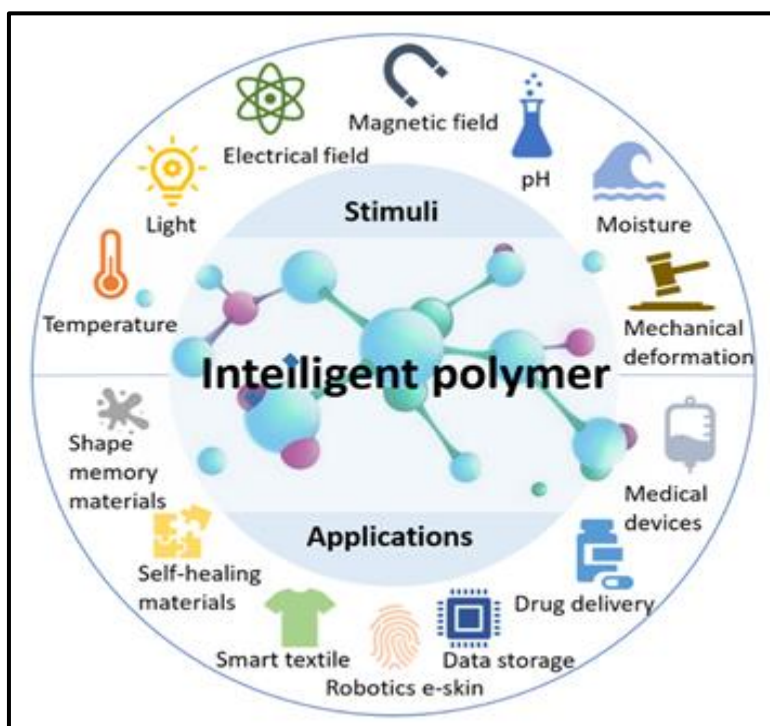 Magnetic field
Electrical field
pH
Light
Stimuli
Moisture
Temperature
Mechanical
deformation
Inteiligent polymer
Shape
memory
materials
Medical
devices
Applications
Self-healing
materials
Drug delivery
Smart textile
Data storage
Robotics e-skin